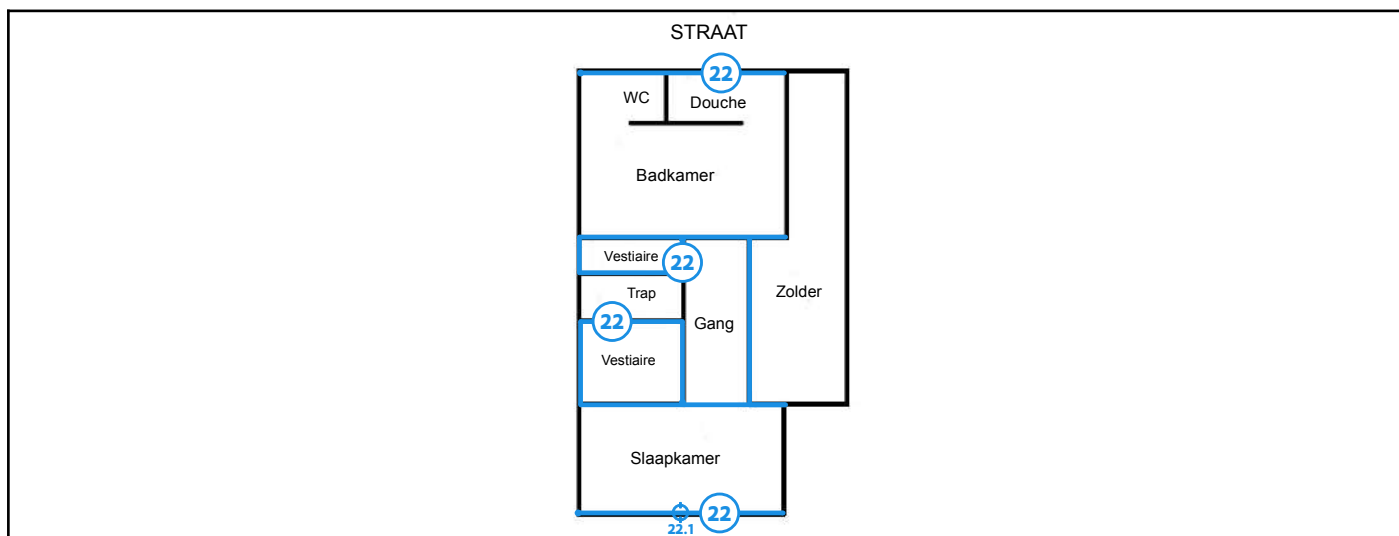 STRAAT
22
WC
Douche
Badkamer
Vestiaire
22
Trap
Zolder
22
Gang
Vestiaire
Slaapkamer
22
22.1